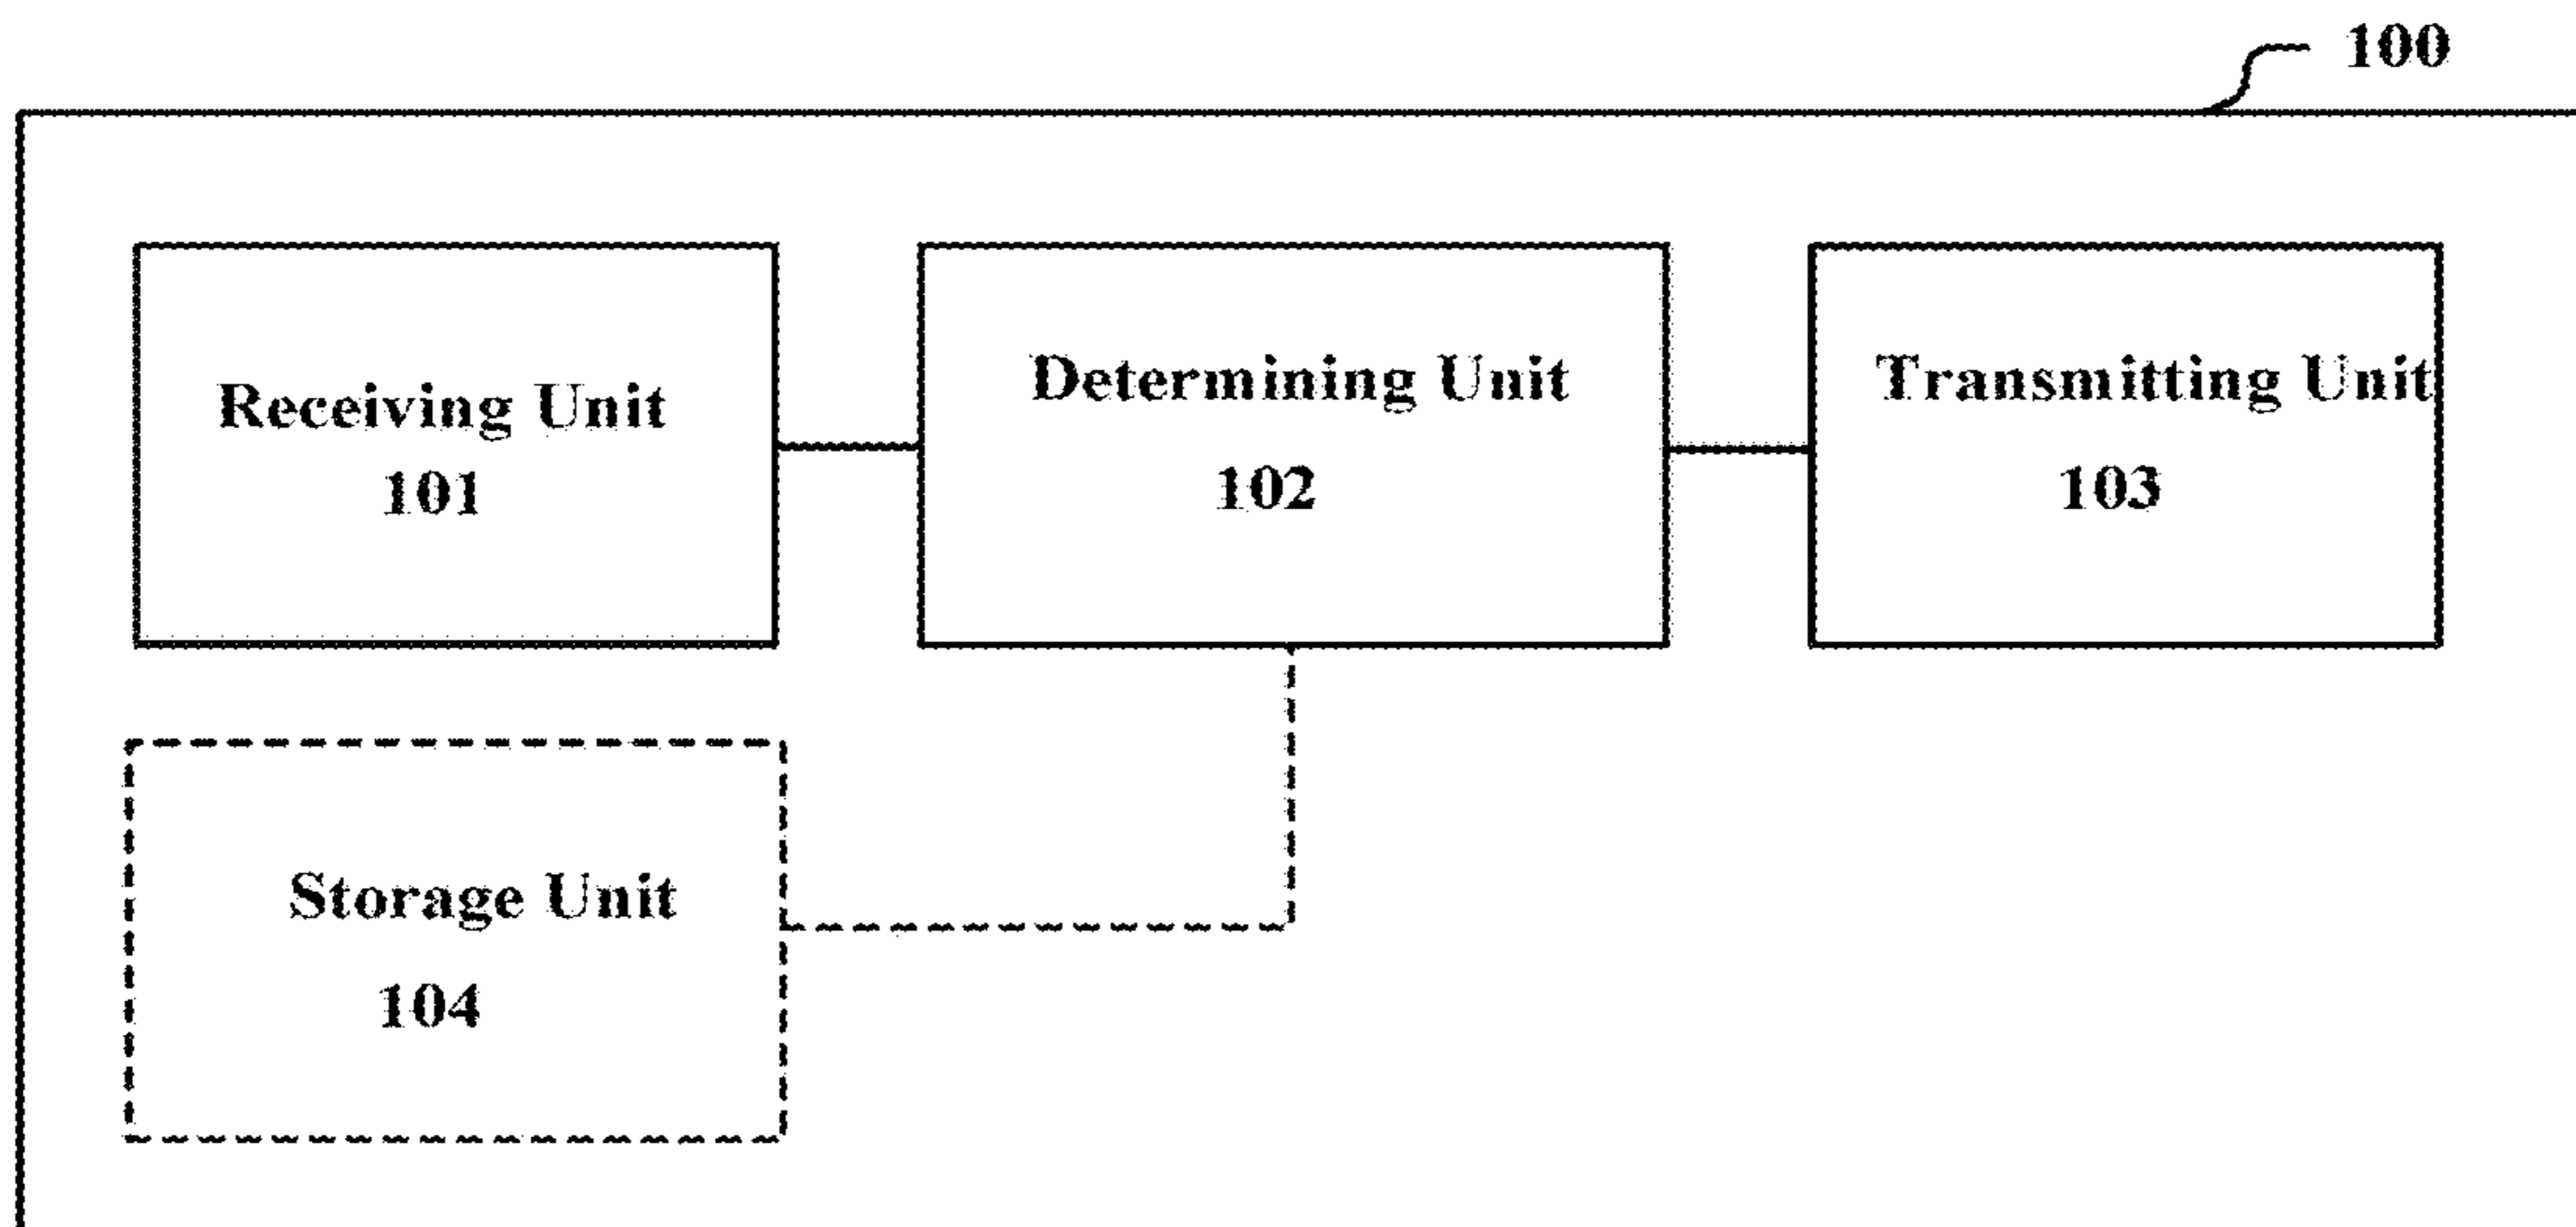 100
Receiving Unit
101
Determining Unit
102
Transmitting Unit
103
Storage Unit
104